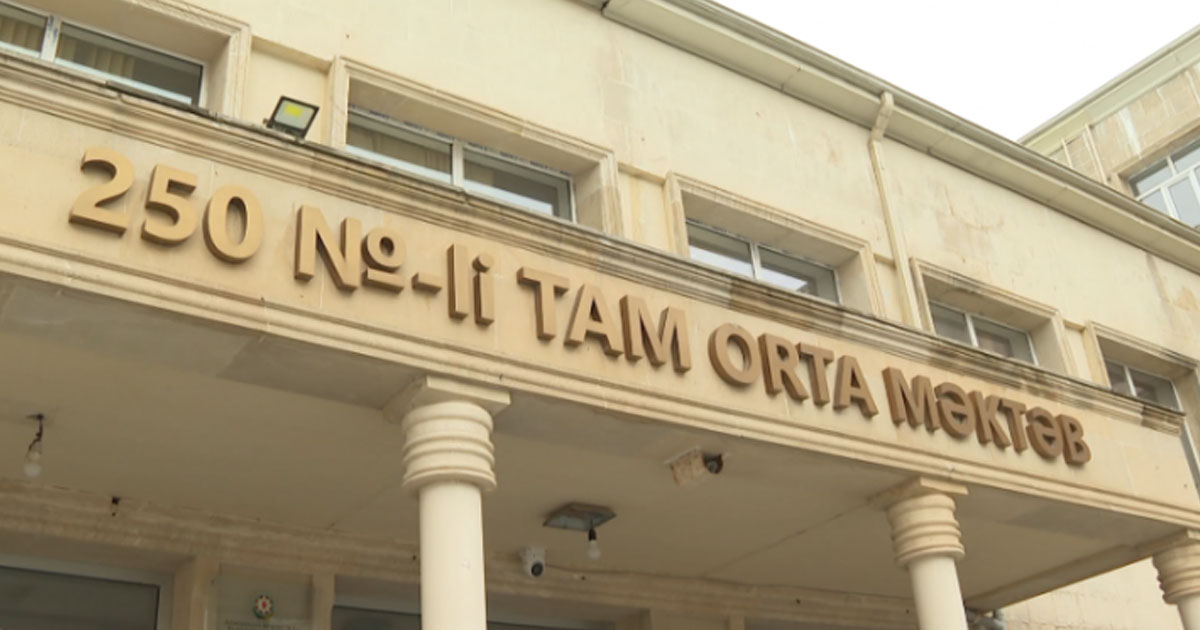 250 №-li TAM ORTA MƏKTƏB